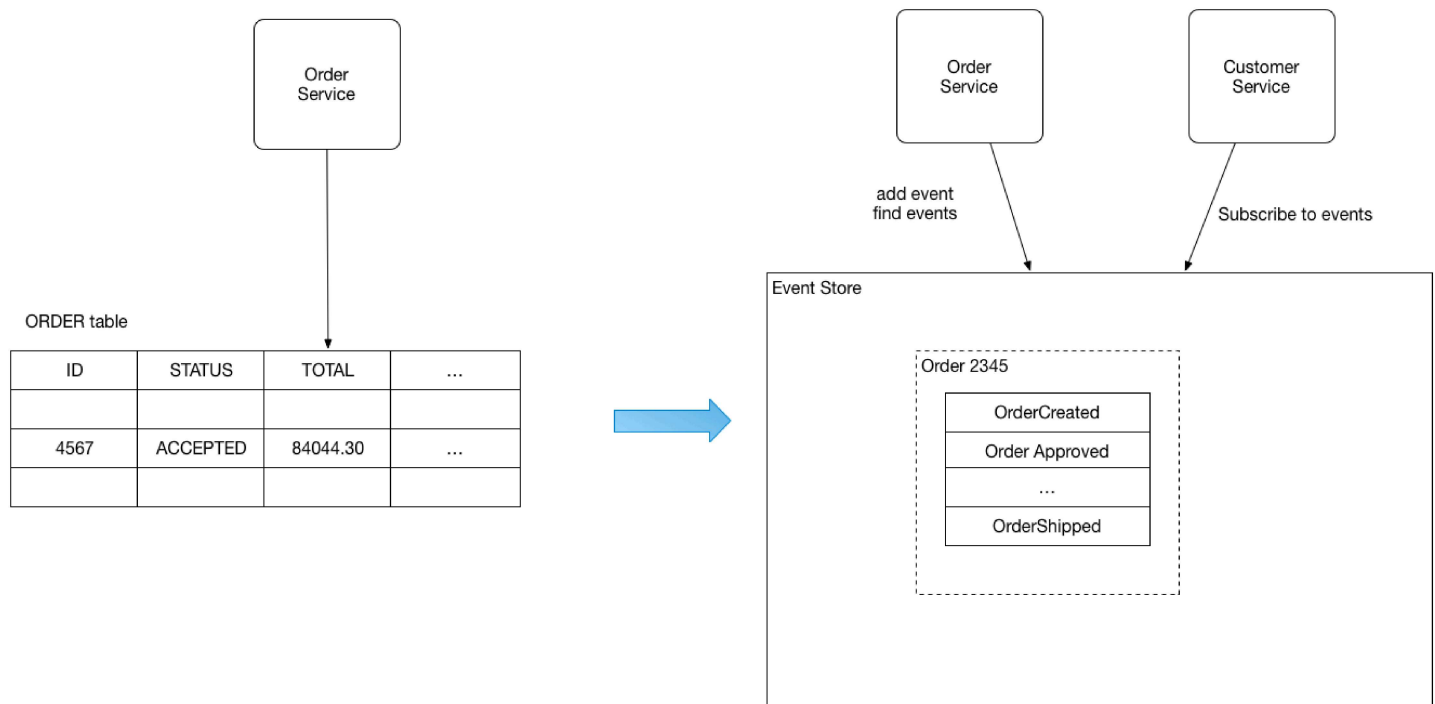 Order
Service
ORDER table
ID STATUS TOTAL ...
4567 ACCEPTED 84044.30 ...
Order
Service
Customer
Service
add event
find events
Subscribe to events
Event Store
Order 2345
OrderCreated
Order Approved
...
OrderShipped